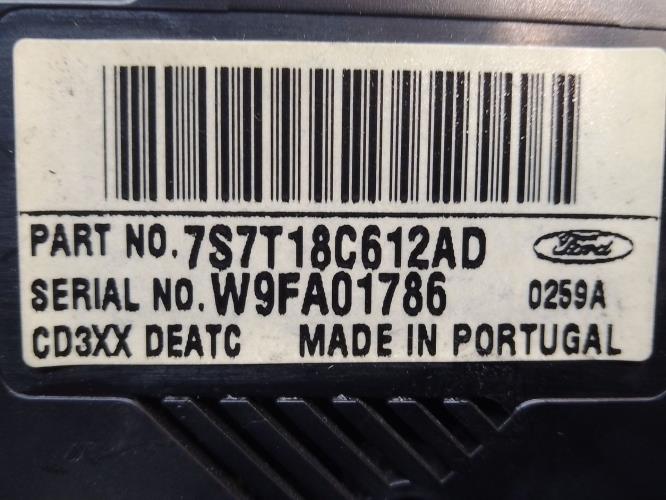 PART NO. 7S7T18C612AD Ford
SERIAL NO. W9FA01786 0259A
CD3XX DEATC MADE IN PORTUGAL